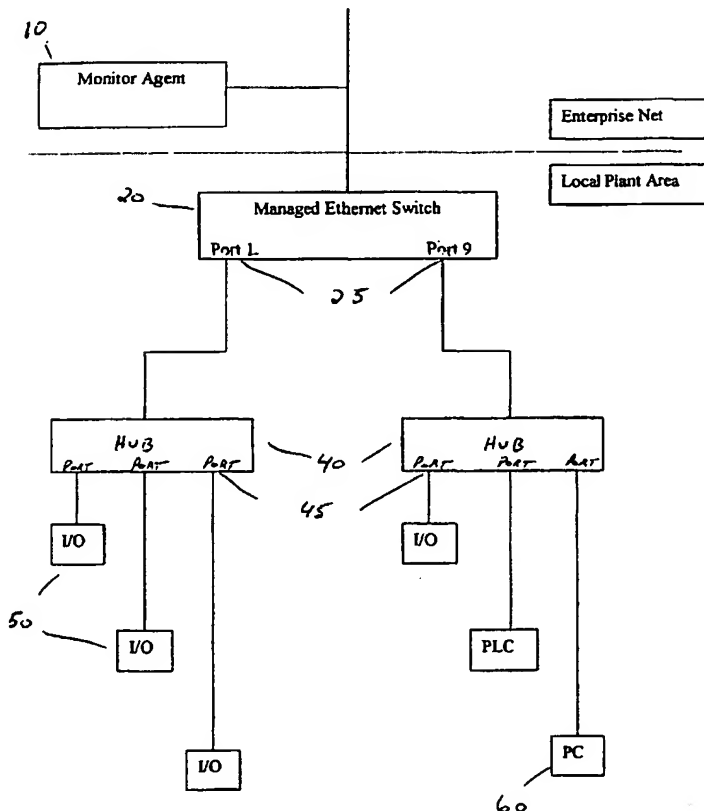 10
Monitor Agent
Enterprise Net
Local Plant Area
20
Managed Ethernet Switch
Port 1
Port 9
25
HUB
PORT PORT PORT
40
HUB
PORT PORT PORT
45
I/O
I/O
50
I/O
PLC
I/O
PC
60